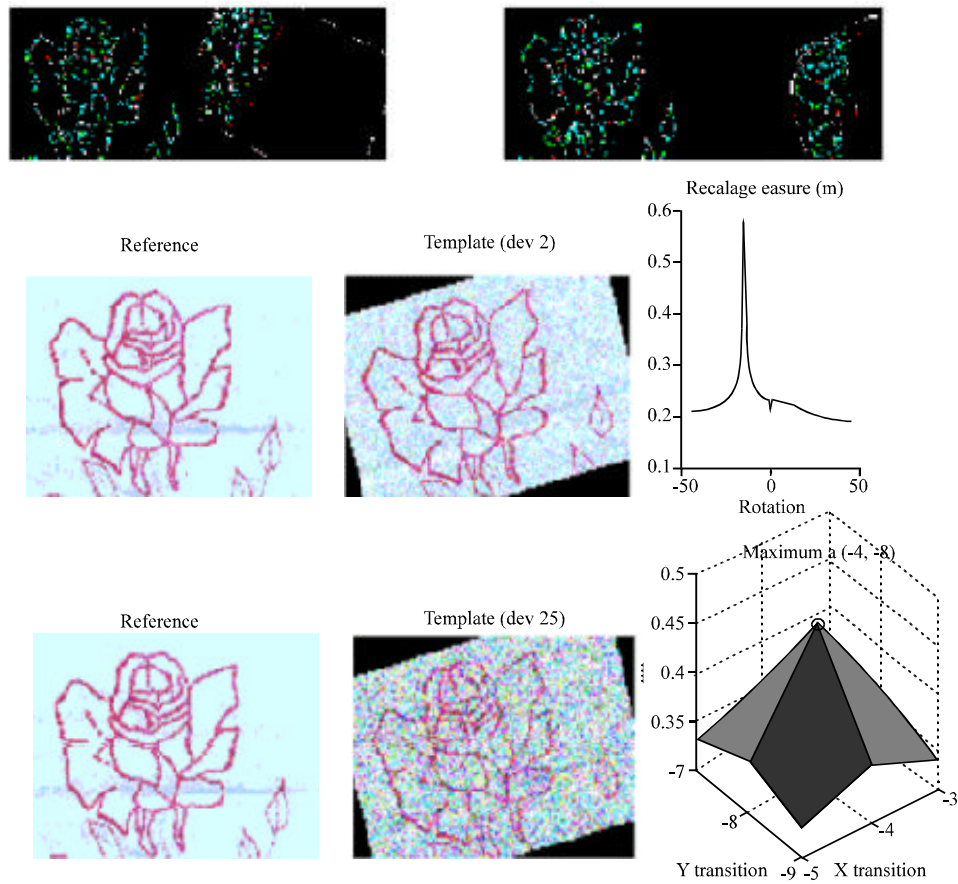 Recalage easure (m)
Reference
Template (dev 2)
0.6
0.5
0.4
0.3
0.2
0.1
-50
0
50
Rotation
Maximum a (-4, -8)
Reference
Template (dev 25)
0.5
0.45
0.4
0.35
-7
-8
-9
-5
-4
-3
Y transition
X transition